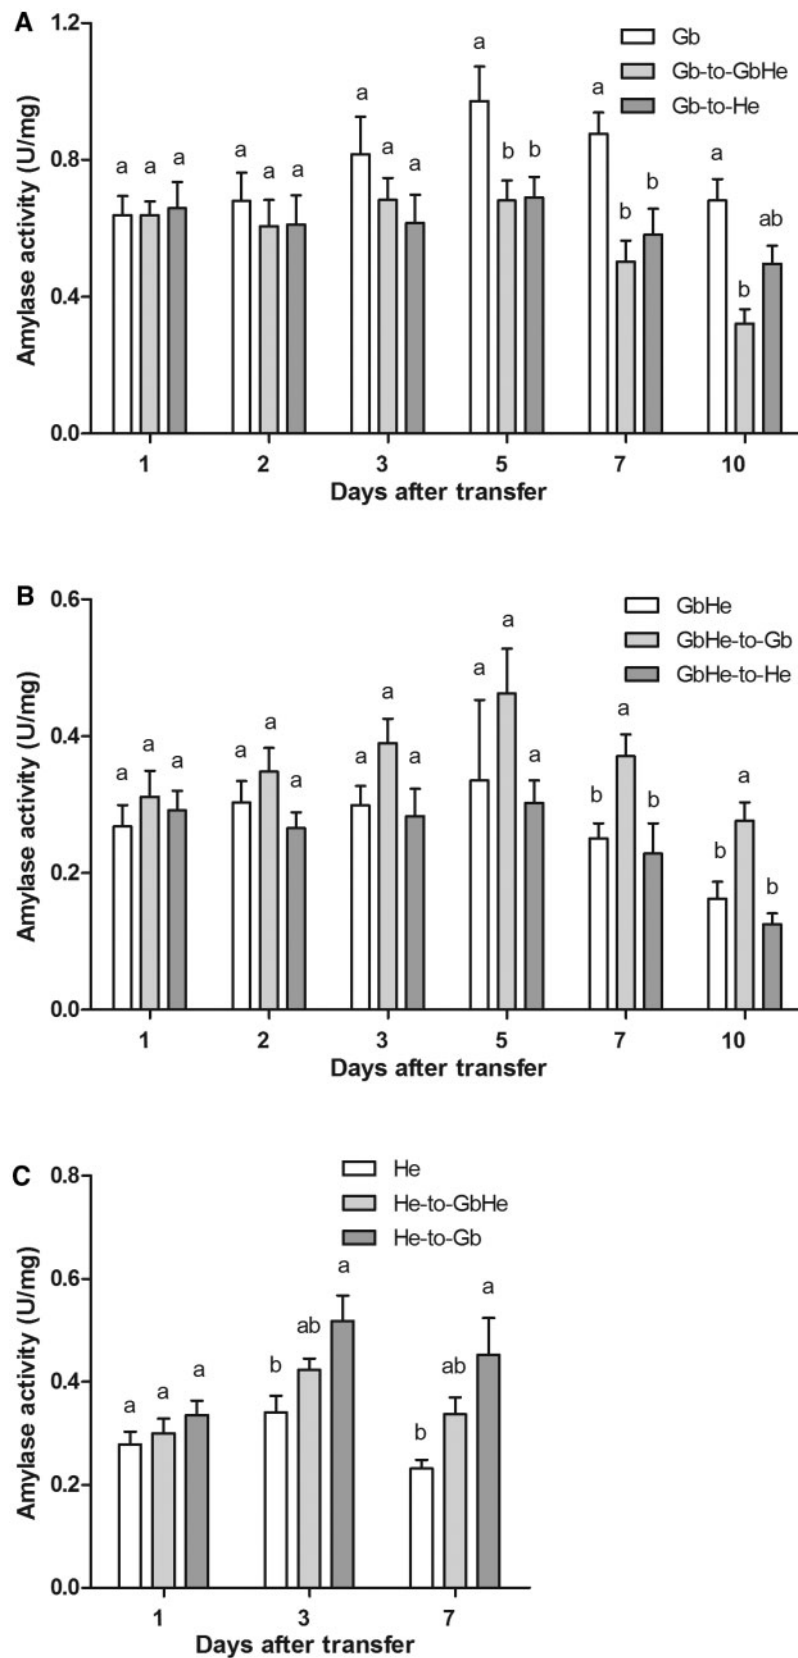 A
1.2
Gb
Gb-to-GbHe
Gb-to-He
Amylase activity (U/mg)
0.8
0.4
0.0
a a a
a a a
a a a
a b b
a b b
a b ab
1 2 3 5 7 10
Days after transfer
B
0.6
GbHe
GbHe-to-Gb
GbHe-to-He
Amylase activity (U/mg)
0.4
0.2
0.0
a a a
a a a
a a a
a a a
b a b
b a b
1 2 3 5 7 10
Days after transfer
C
0.8
He
He-to-GbHe
He-to-Gb
Amylase activity (U/mg)
0.6
0.4
0.2
0.0
a a a
b ab a
b ab a
1 3 7
Days after transfer